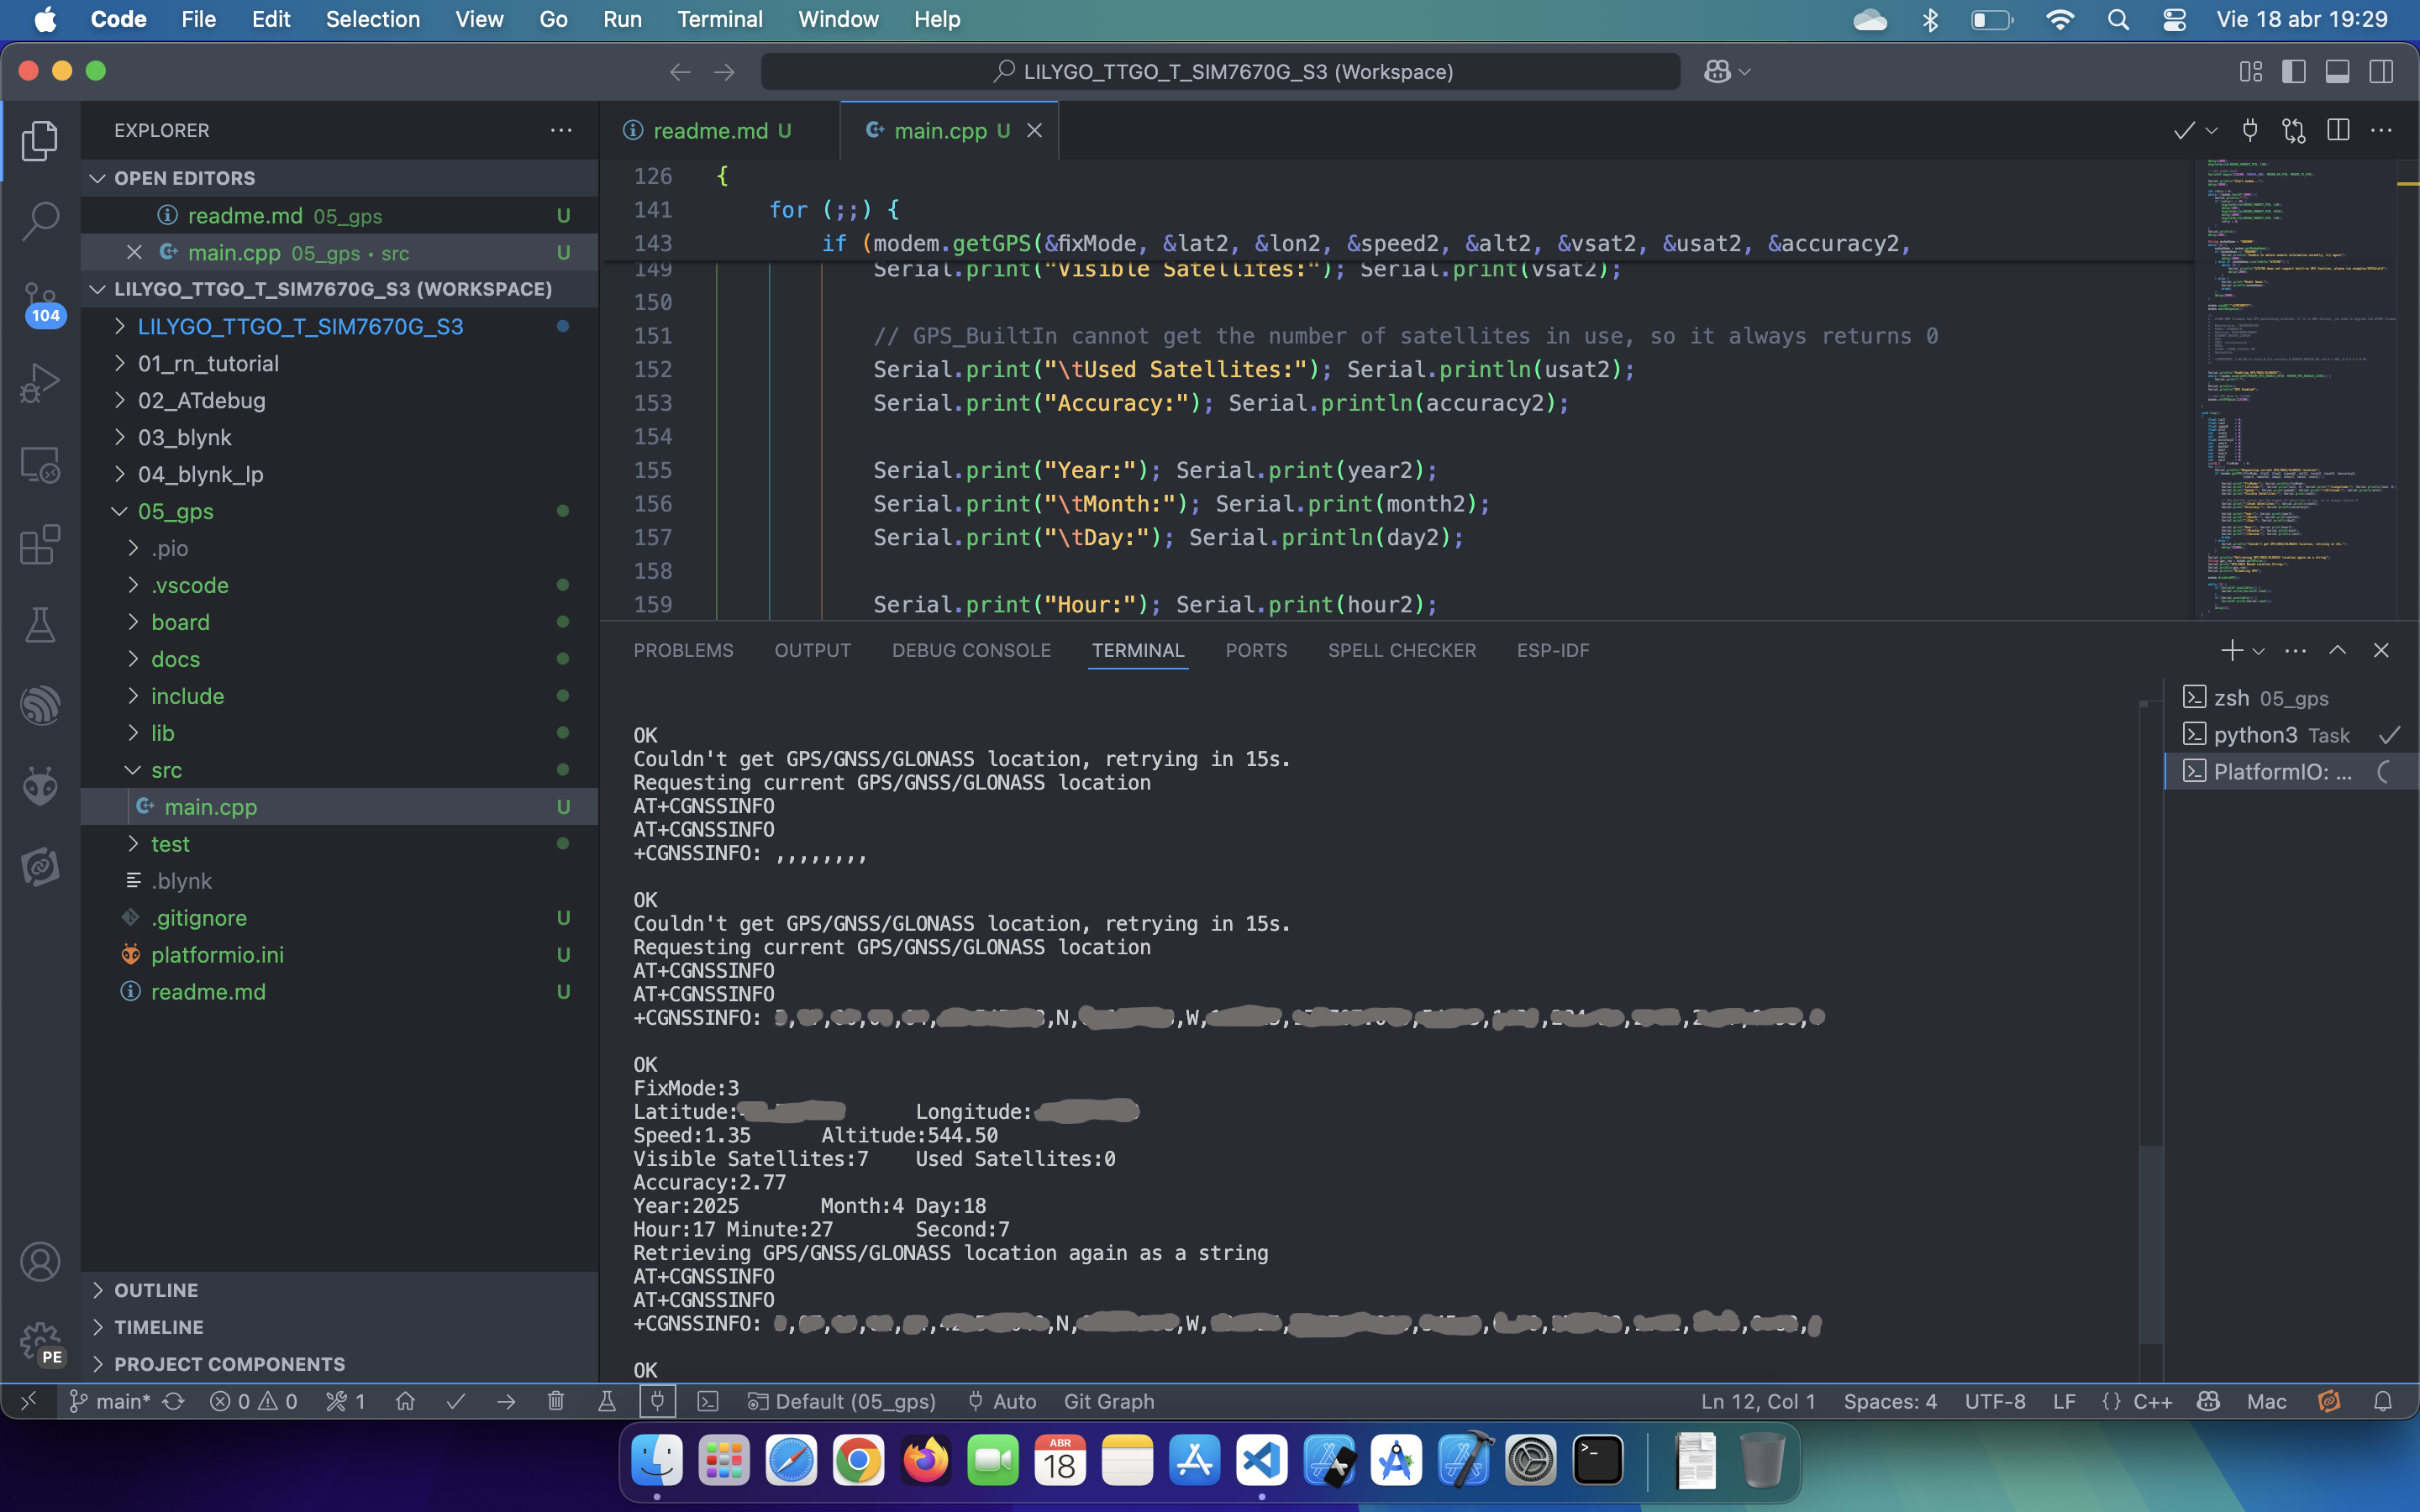 Code File Edit Selection View Go Run Terminal Window Help Vie 18 abr 19:29
LILYGO_TTGO_T_SIM7670G_S3 (Workspace)
EXPLORER
OPEN EDITORS
readme.md 05_gps U
main.cpp 05_gps • src U
LILYGO_TTGO_T_SIM7670G_S3 (WORKSPACE)
LILYGO_TTGO_T_SIM7670G_S3
01_rn_tutorial
02_ATdebug
03_blynk
04_blynk_lp
05_gps
.pio
.vscode
board
docs
include
lib
src
main.cpp U
test
.blynk
.gitignore U
platformio.ini U
readme.md U
OUTLINE
TIMELINE
PROJECT COMPONENTS
104
PE
readme.md U main.cpp U
126 {
141 for (;;) {
143 if (modem.getGPS(&fixMode, &lat2, &lon2, &speed2, &alt2, &vsat2, &usat2, &accuracy2,
149 Serial.print("Visible Satellites:"); Serial.print(vsat2);
150
151 // GPS_BuiltIn cannot get the number of satellites in use, so it always returns 0
152 Serial.print("\tUsed Satellites:"); Serial.println(usat2);
153 Serial.print("Accuracy:"); Serial.println(accuracy2);
154
155 Serial.print("Year:"); Serial.print(year2);
156 Serial.print("\tMonth:"); Serial.print(month2);
157 Serial.print("\tDay:"); Serial.println(day2);
158
159 Serial.print("Hour:"); Serial.print(hour2);
PROBLEMS OUTPUT DEBUG CONSOLE TERMINAL PORTS SPELL CHECKER ESP-IDF
OK
Couldn't get GPS/GNSS/GLONASS location, retrying in 15s.
Requesting current GPS/GNSS/GLONASS location
AT+CGNSSINFO
AT+CGNSSINFO
+CGNSSINFO: ,,,,,,,,
OK
Couldn't get GPS/GNSS/GLONASS location, retrying in 15s.
Requesting current GPS/GNSS/GLONASS location
AT+CGNSSINFO
AT+CGNSSINFO
+CGNSSINFO: ,N, ,W,
OK
FixMode:3
Latitude: Longitude:
Speed:1.35 Altitude:544.50
Visible Satellites:7 Used Satellites:0
Accuracy:2.77
Year:2025 Month:4 Day:18
Hour:17 Minute:27 Second:7
Retrieving GPS/GNSS/GLONASS location again as a string
AT+CGNSSINFO
AT+CGNSSINFO
+CGNSSINFO: ,N, ,W,
OK
zsh 05_gps
python3 Task
PlatformIO: ...
main* 0 0 1 Default (05_gps) Auto Git Graph Ln 12, Col 1 Spaces: 4 UTF-8 LF {} C++ Mac
ABR
18